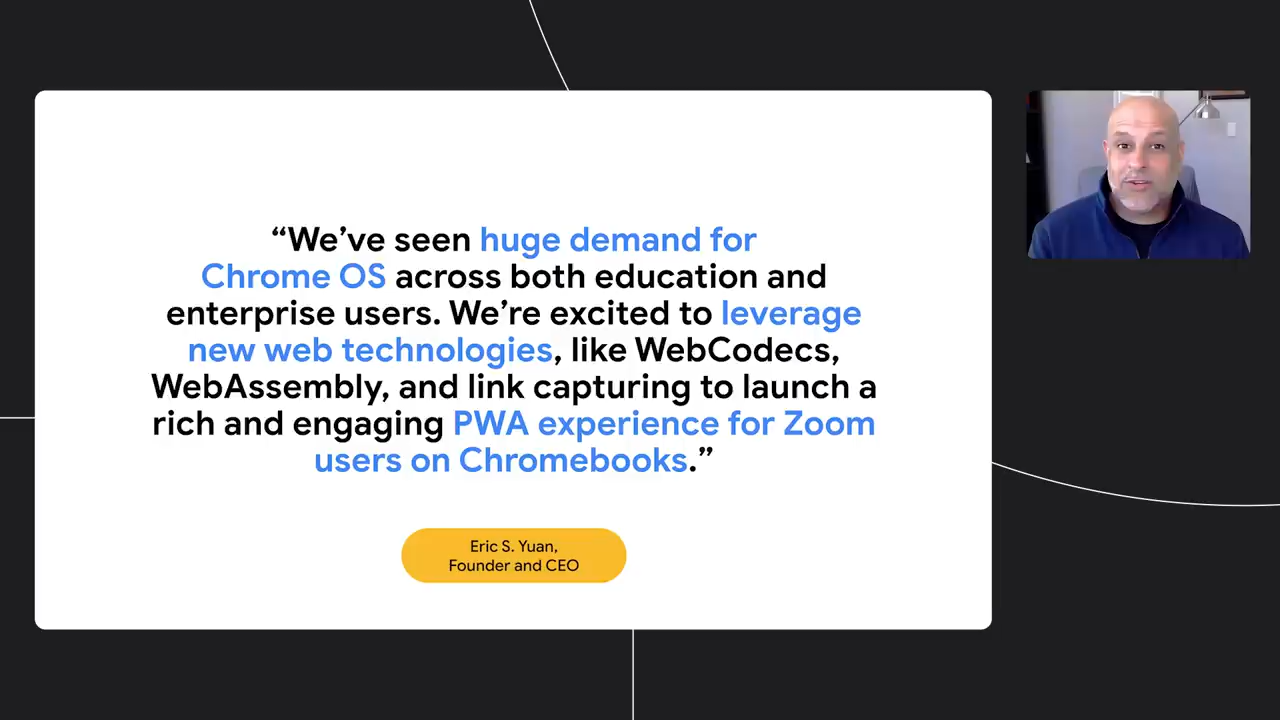 “We’ve seen huge demand for
Chrome OS across both education and
enterprise users. We’re excited to leverage
new web technologies, like WebCodecs,
WebAssembly, and link capturing to launch a
rich and engaging PWA experience for Zoom
users on Chromebooks.”
Eric S. Yuan,
Founder and CEO